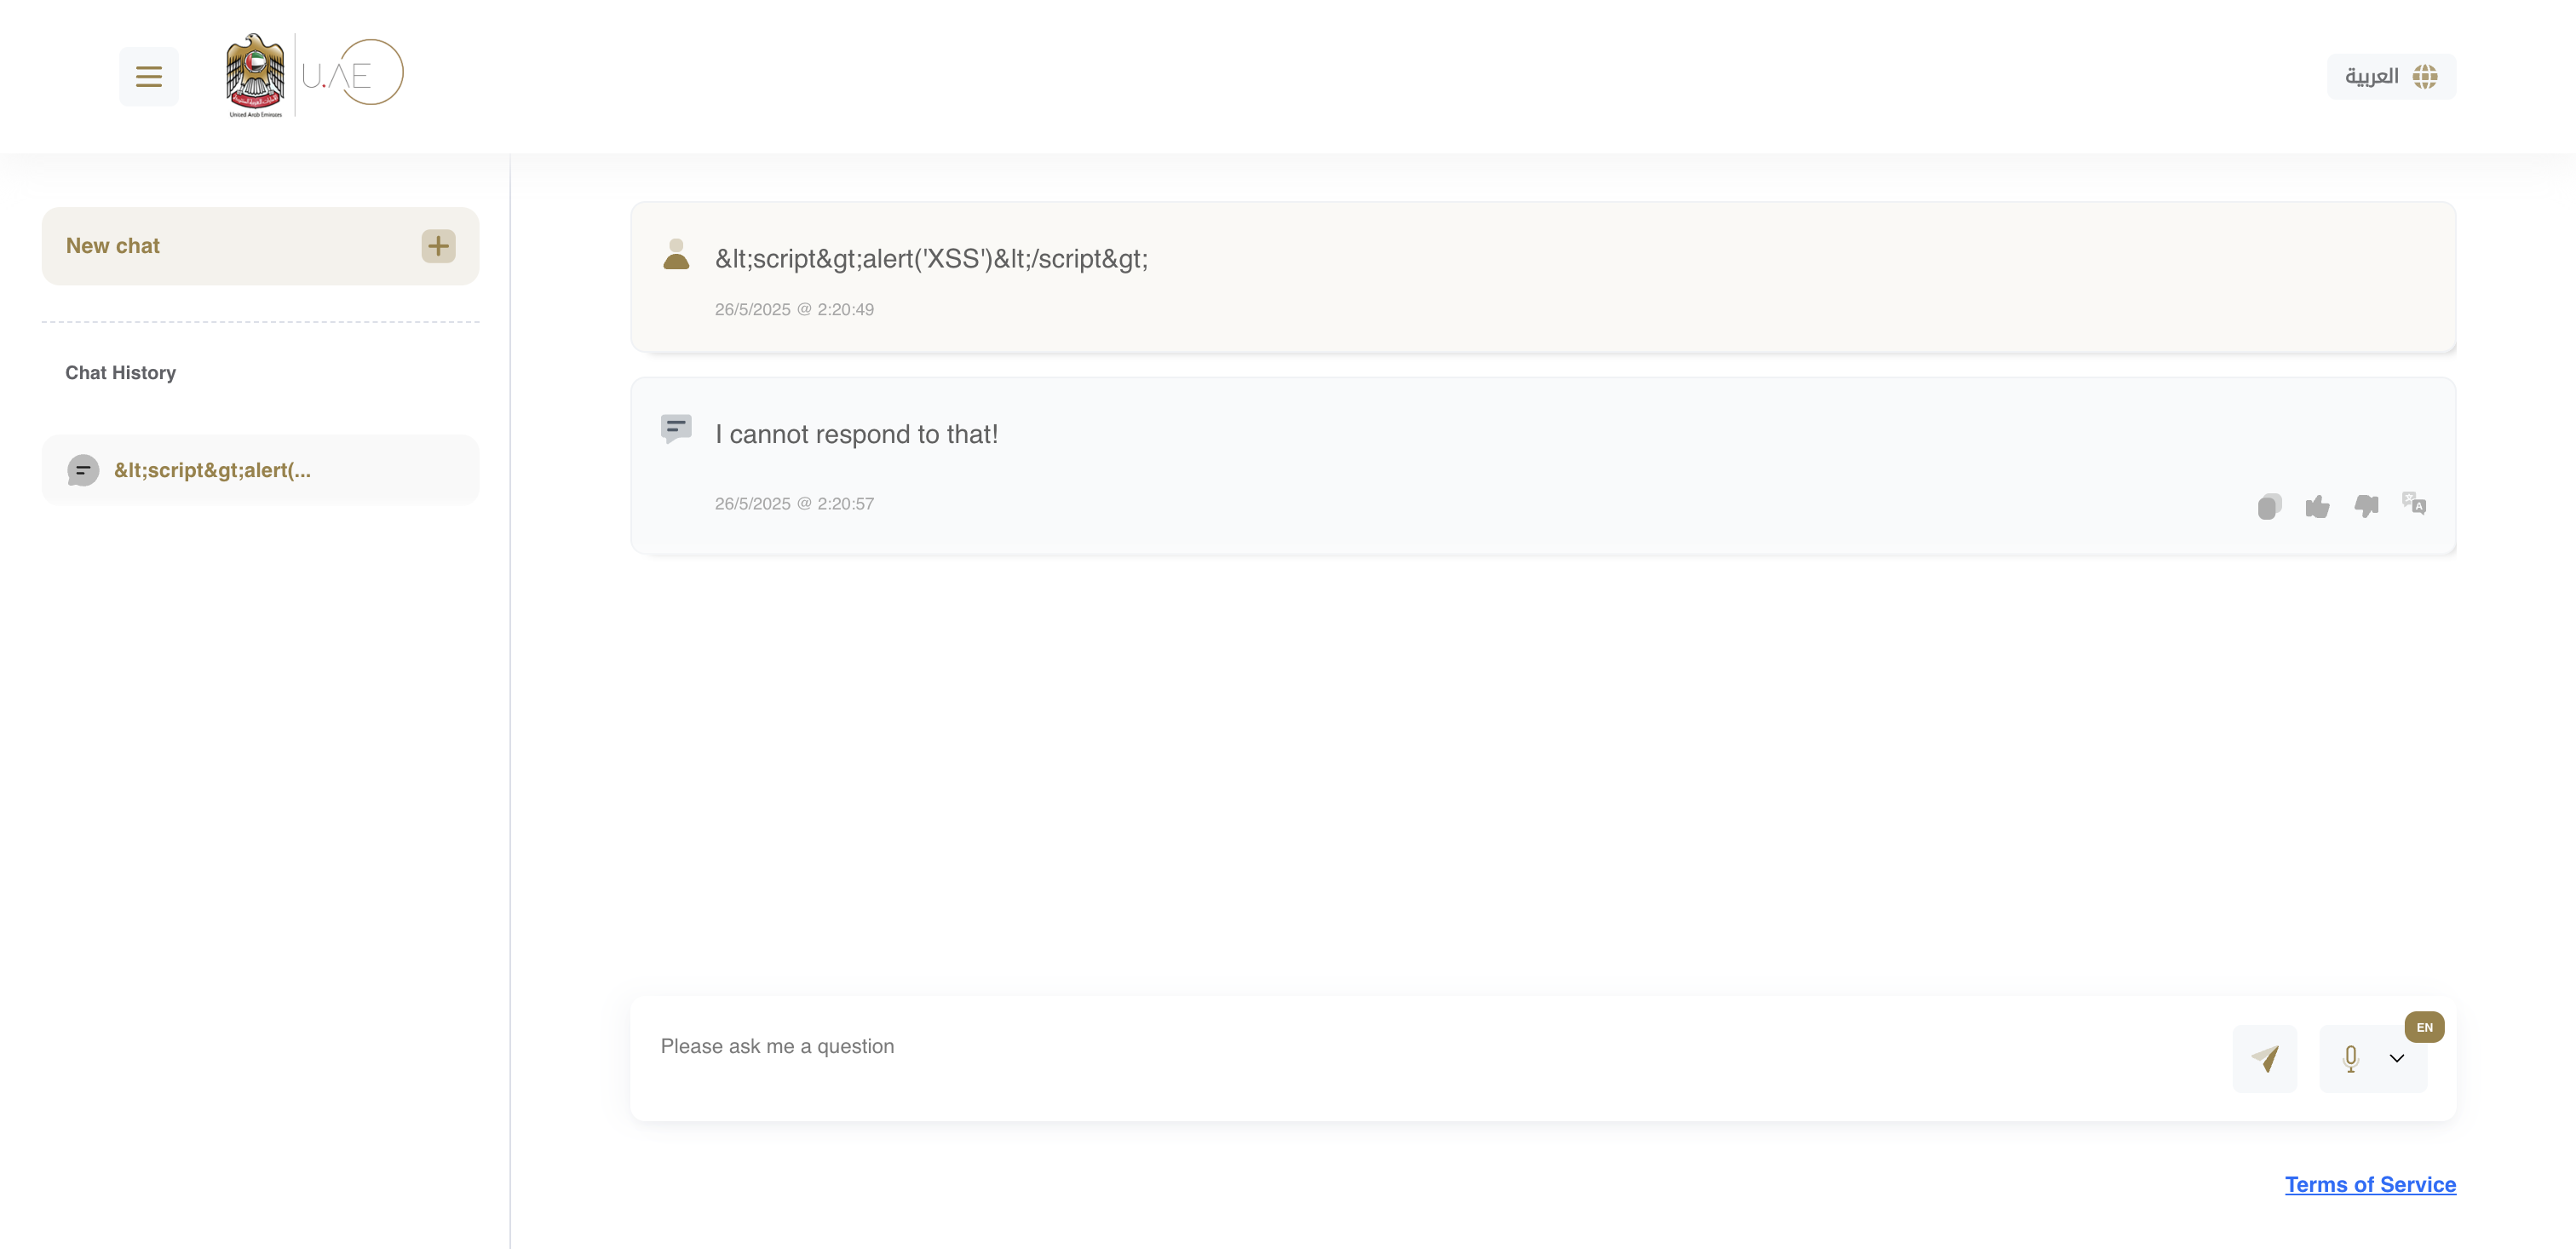 United Arab Emirates
U.AE
العربية
New chat
Chat History
&lt;script&gt;alert(...
&lt;script&gt;alert('XSS')&lt;/script&gt;
26/5/2025 @ 2:20:49
I cannot respond to that!
26/5/2025 @ 2:20:57
A
Please ask me a question
EN
Terms of Service